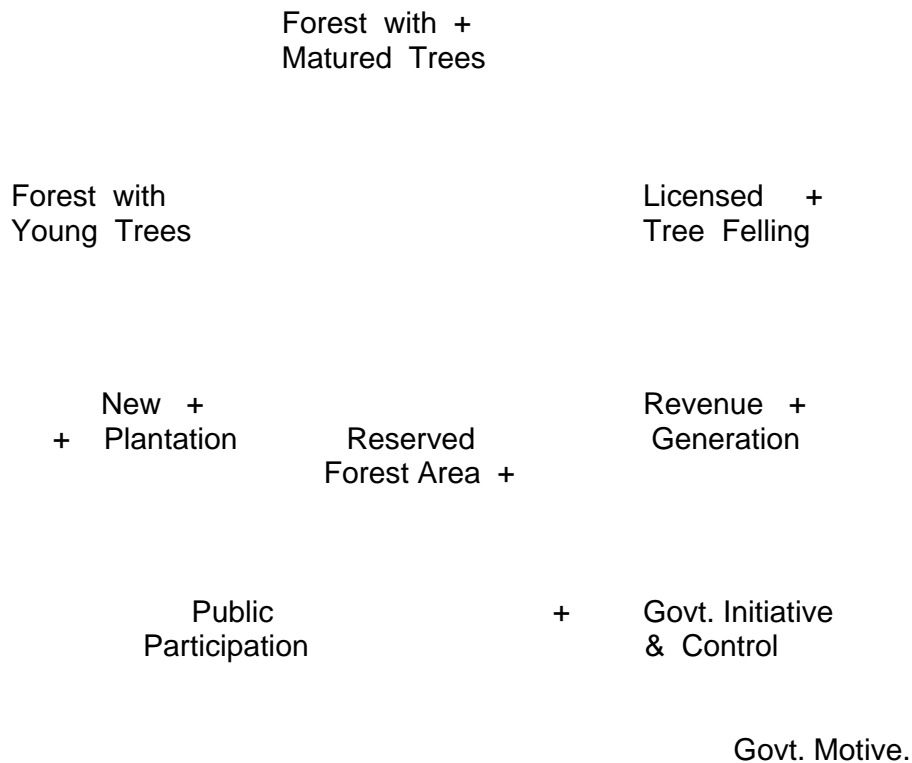 Forest with +
Matured Trees
Forest with
Young Trees
Licensed +
Tree Felling
New +
+ Plantation
Reserved
Forest Area +
Revenue +
Generation
Public
Participation
+
Govt. Initiative
& Control
Govt. Motive.